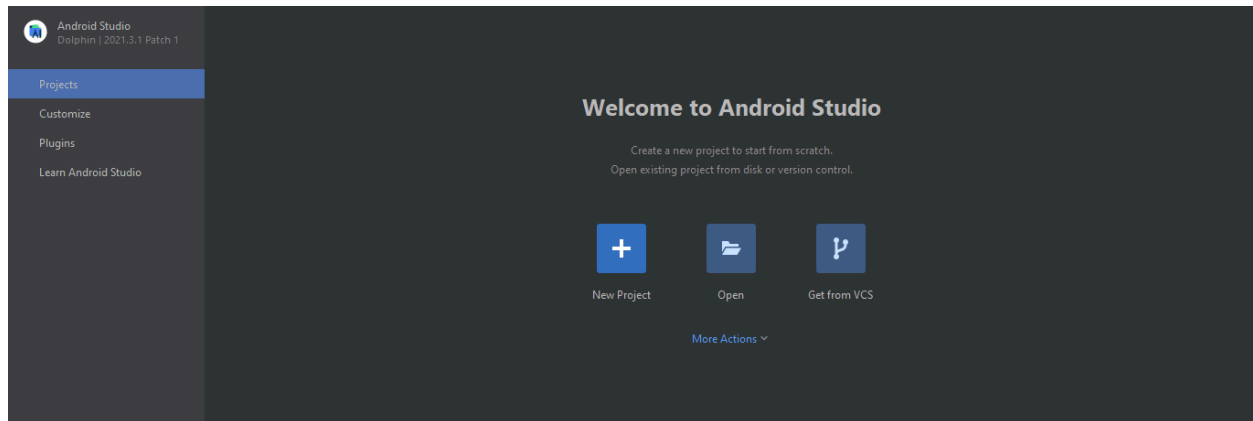 Android Studio
Dolphin | 2021.3.1 Patch 1
Projects
Customize
Plugins
Learn Android Studio
Welcome to Android Studio
Create a new project to start from scratch.
Open existing project from disk or version control.
New Project
Open
Get from VCS
More Actions